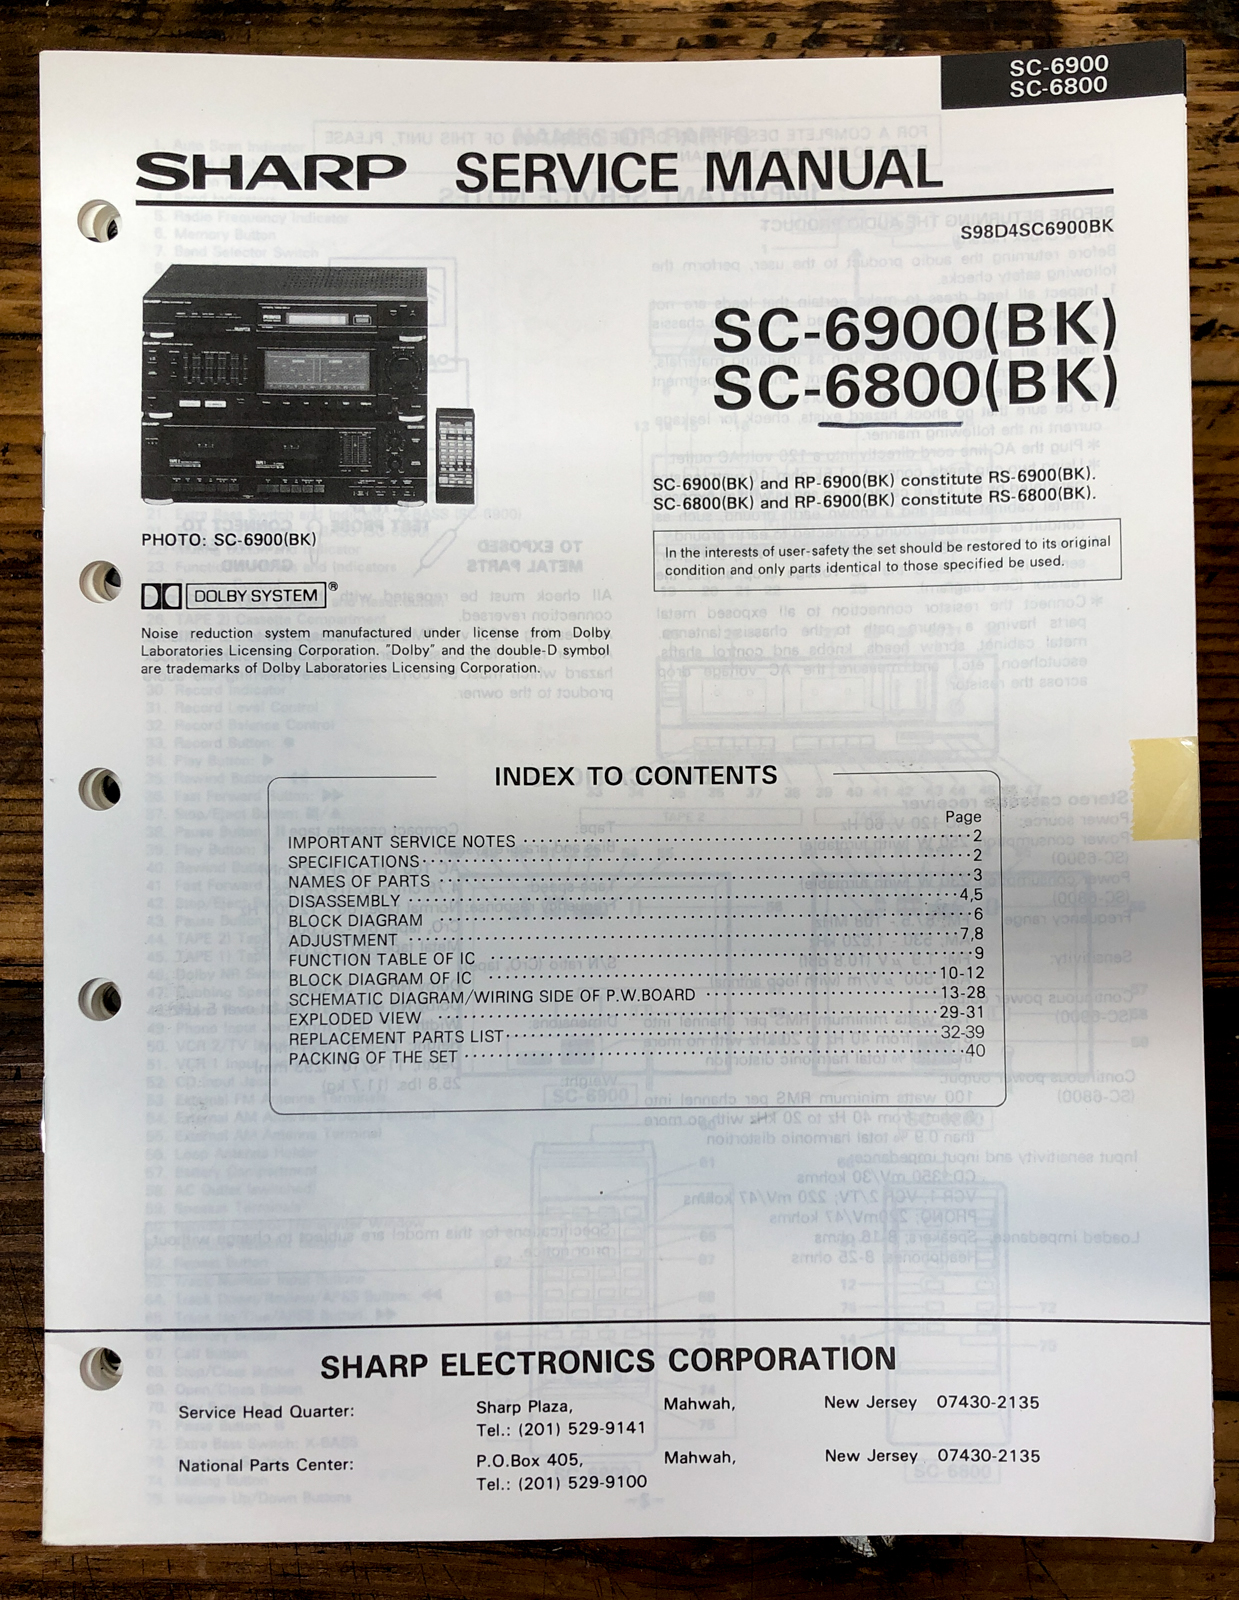 SC-6900
SC-6800
SHARP SERVICE MANUAL
S98D4SC6900BK
SC-6900(BK)
SC-6800(BK)
SC-6900(BK) and RP-6900(BK) constitute RS-6900(BK).
SC-6800(BK) and RP-6900(BK) constitute RS-6800(BK).
PHOTO: SC-6900(BK)
In the interests of user-safety the set should be restored to its original
condition and only parts identical to those specified be used.
DOLBY SYSTEM ®
Noise reduction system manufactured under license from Dolby
Laboratories Licensing Corporation. "Dolby" and the double-D symbol
are trademarks of Dolby Laboratories Licensing Corporation.
INDEX TO CONTENTS
Page
IMPORTANT SERVICE NOTES 2
SPECIFICATIONS 2
NAMES OF PARTS 3
DISASSEMBLY 4,5
BLOCK DIAGRAM 6
ADJUSTMENT 7,8
FUNCTION TABLE OF IC 9
BLOCK DIAGRAM OF IC 10-12
SCHEMATIC DIAGRAM/WIRING SIDE OF P.W.BOARD 13-28
EXPLODED VIEW 29-31
REPLACEMENT PARTS LIST 32-39
PACKING OF THE SET 40
SHARP ELECTRONICS CORPORATION
Service Head Quarter: Sharp Plaza, Mahwah, New Jersey 07430-2135
Tel.: (201) 529-9141
National Parts Center: P.O.Box 405, Mahwah, New Jersey 07430-2135
Tel.: (201) 529-9100